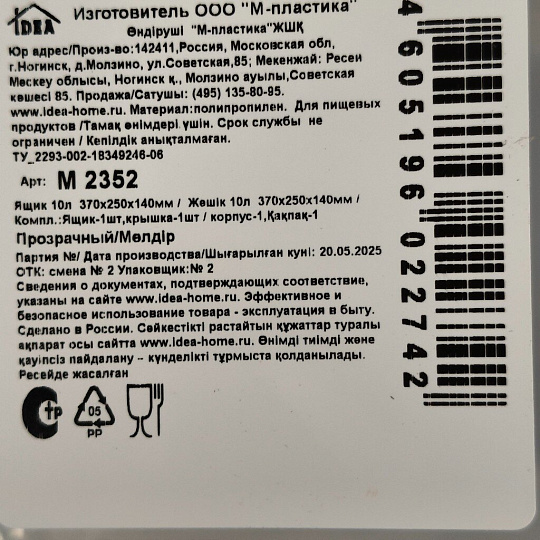 IDEA
Изготовитель ООО "М-пластика"
Өндіруші "М-пластика"ЖШҚ
Юр адрес/Произ-во:142411,Россия, Московская обл,
г.Ногинск, д.Молзино, ул.Советская,85; Мекенжай: Ресей
Мәскеу облысы, Ногинск қ., Молзино ауылы,Советская
көшесі 85. Продажа/Сатушы: (495) 135-80-95.
www.idea-home.ru. Материал:полипропилен. Для пищевых
продуктов /Тамақ өнімдері үшін. Срок службы не
ограничен / Кепілдік анықталмаған.
ТУ_2293-002-18349246-06
Арт: М 2352
Ящик 10л 370х250х140мм / Жәшік 10л 370х250х140мм /
Компл.:Ящик-1шт,крышка-1шт / корпус-1,Қақпақ-1
Прозрачный/Мөлдір
Партия №/ Дата производства/Шығарылған күні: 20.05.2025
ОТК: смена № 2 Упаковщик:№ 2
Сведения о документах, подтверждающих соответствие,
указаны на сайте www.idea-home.ru. Эффективное и
безопасное использование товара - эксплуатация в быту.
Сделано в России. Сәйкестікті растайтын құжаттар туралы
ақпарат осы сайтта www.idea-home.ru. Өнімді тиімді және
қауіпсіз пайдалану – күнделікті тұрмыста қолданылады.
Ресейде жасалған
05
PP
4 605196 022742